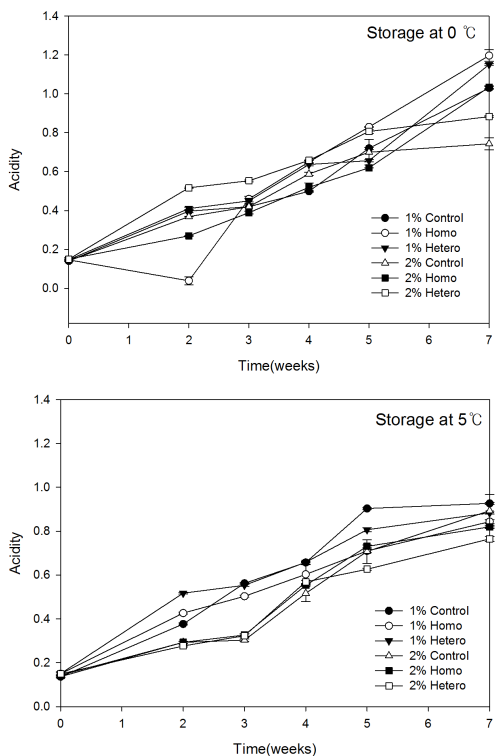 Storage at 0 ℃
1.4
1.2
1.0
0.8
0.6
0.4
0.2
0.0
Acidity
1% Control
1% Homo
1% Hetero
2% Control
2% Homo
2% Hetero
0 1 2 3 4 5 6 7
Time(weeks)
Storage at 5℃
1.4
1.2
1.0
0.8
0.6
0.4
0.2
0.0
Acidity
1% Control
1% Homo
1% Hetero
2% Control
2% Homo
2% Hetero
0 1 2 3 4 5 6 7
Time(weeks)